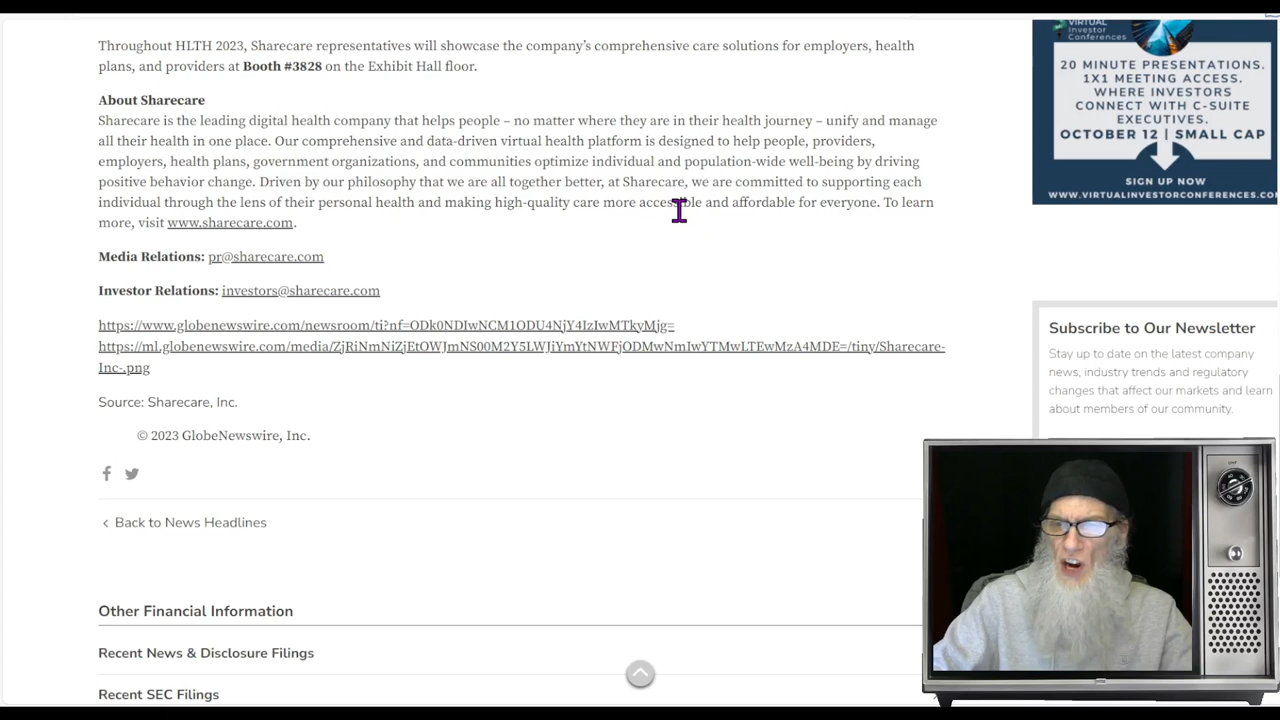 Throughout HLTH 2023, Sharecare representatives will showcase the company’s comprehensive care solutions for employers, health
plans, and providers at Booth #3828 on the Exhibit Hall floor.
About Sharecare
Sharecare is the leading digital health company that helps people – no matter where they are in their health journey – unify and manage
all their health in one place. Our comprehensive and data-driven virtual health platform is designed to help people, providers,
employers, health plans, government organizations, and communities optimize individual and population-wide well-being by driving
positive behavior change. Driven by our philosophy that we are all together better, at Sharecare, we are committed to supporting each
individual through the lens of their personal health and making high-quality care more accessible and affordable for everyone. To learn
more, visit www.sharecare.com.
Media Relations: pr@sharecare.com
Investor Relations: investors@sharecare.com
https://www.globenewswire.com/newsroom/ti?nf=ODk0NDIwNCM1ODU4NjY4IzIwMTkyMjg=
https://ml.globenewswire.com/media/ZjRiNmNiZjEtOWJmNS00M2Y5LWJiYmYtNWFjODMwNmIwYTMwLTEwMzA4MDE=/tiny/Sharecare-
Inc-.png
Source: Sharecare, Inc.
© 2023 GlobeNewswire, Inc.
Back to News Headlines
Other Financial Information
Recent News & Disclosure Filings
Recent SEC Filings
VIRTUAL
Investor
Conferences
20 MINUTE PRESENTATIONS.
1X1 MEETING ACCESS.
WHERE INVESTORS
CONNECT WITH C-SUITE
EXECUTIVES.
OCTOBER 12 | SMALL CAP
SIGN UP NOW
WWW.VIRTUALINVESTORCONFERENCES.CO
Subscribe to Our Newsletter
Stay up to date on the latest company
news, industry trends and regulatory
changes that affect our markets and learn
about members of our community.